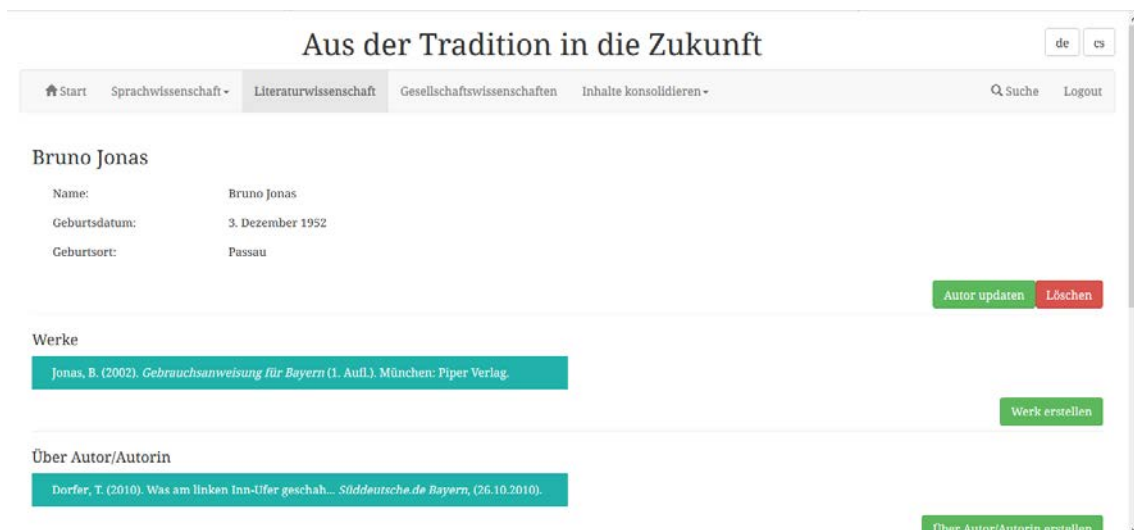 Aus der Tradition in die Zukunft
de cs
Start Sprachwissenschaft Literaturwissenschaft Gesellschaftswissenschaften Inhalte konsolidieren Suche Logout
Bruno Jonas
Name: Bruno Jonas
Geburtsdatum: 3. Dezember 1952
Geburtsort: Passau
Autor updaten Löschen
Werke
Jonas, B. (2002). Gebrauchsanweisung für Bayern (1. Aufl.). München: Piper Verlag.
Werk erstellen
Über Autor/Autorin
Dorfer, T. (2010). Was am linken Inn-Ufer geschah... Süddeutsche.de Bayern, (26.10.2010).
Über Autor/Autorin erstellen